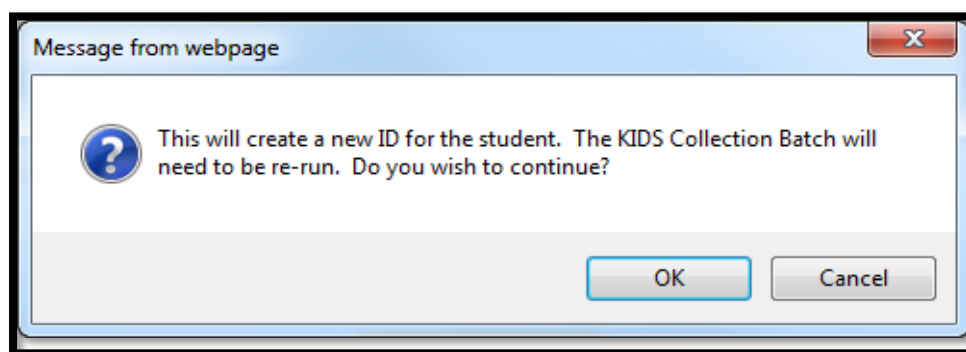 Message from webpage
This will create a new ID for the student.  The KIDS Collection Batch will
need to be re-run.  Do you wish to continue?
OK
Cancel